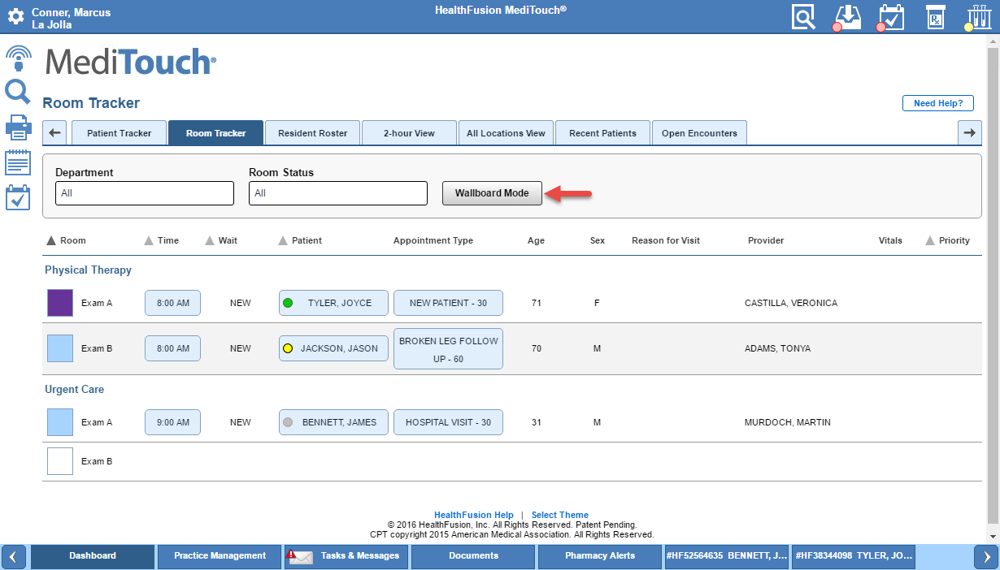 Conner, Marcus
La Jolla
HealthFusion MediTouch®
MediTouch®
Room Tracker
Need Help?
Patient Tracker Room Tracker Resident Roster 2-hour View All Locations View Recent Patients Open Encounters
Department Room Status
All All Wallboard Mode
Room Time Wait Patient Appointment Type Age Sex Reason for Visit Provider Vitals Priority
Physical Therapy
Exam A 8:00 AM NEW TYLER, JOYCE NEW PATIENT - 30 71 F CASTILLA, VERONICA
Exam B 8:00 AM NEW JACKSON, JASON BROKEN LEG FOLLOW
UP - 60 70 M ADAMS, TONYA
Urgent Care
Exam A 9:00 AM NEW BENNETT, JAMES HOSPITAL VISIT - 30 31 M MURDOCH, MARTIN
Exam B
HealthFusion Help | Select Theme
© 2016 HealthFusion, Inc. All Rights Reserved. Patent Pending.
CPT copyright 2015 American Medical Association. All Rights Reserved.
Dashboard Practice Management Tasks & Messages Documents Pharmacy Alerts #HF52564635 BENNETT, J... #HF38344098 TYLER, JO...